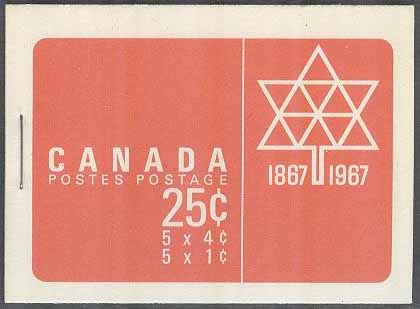 CANADA
POSTES POSTAGE
25¢
5 x 4¢
5 x 1¢
1867 1967